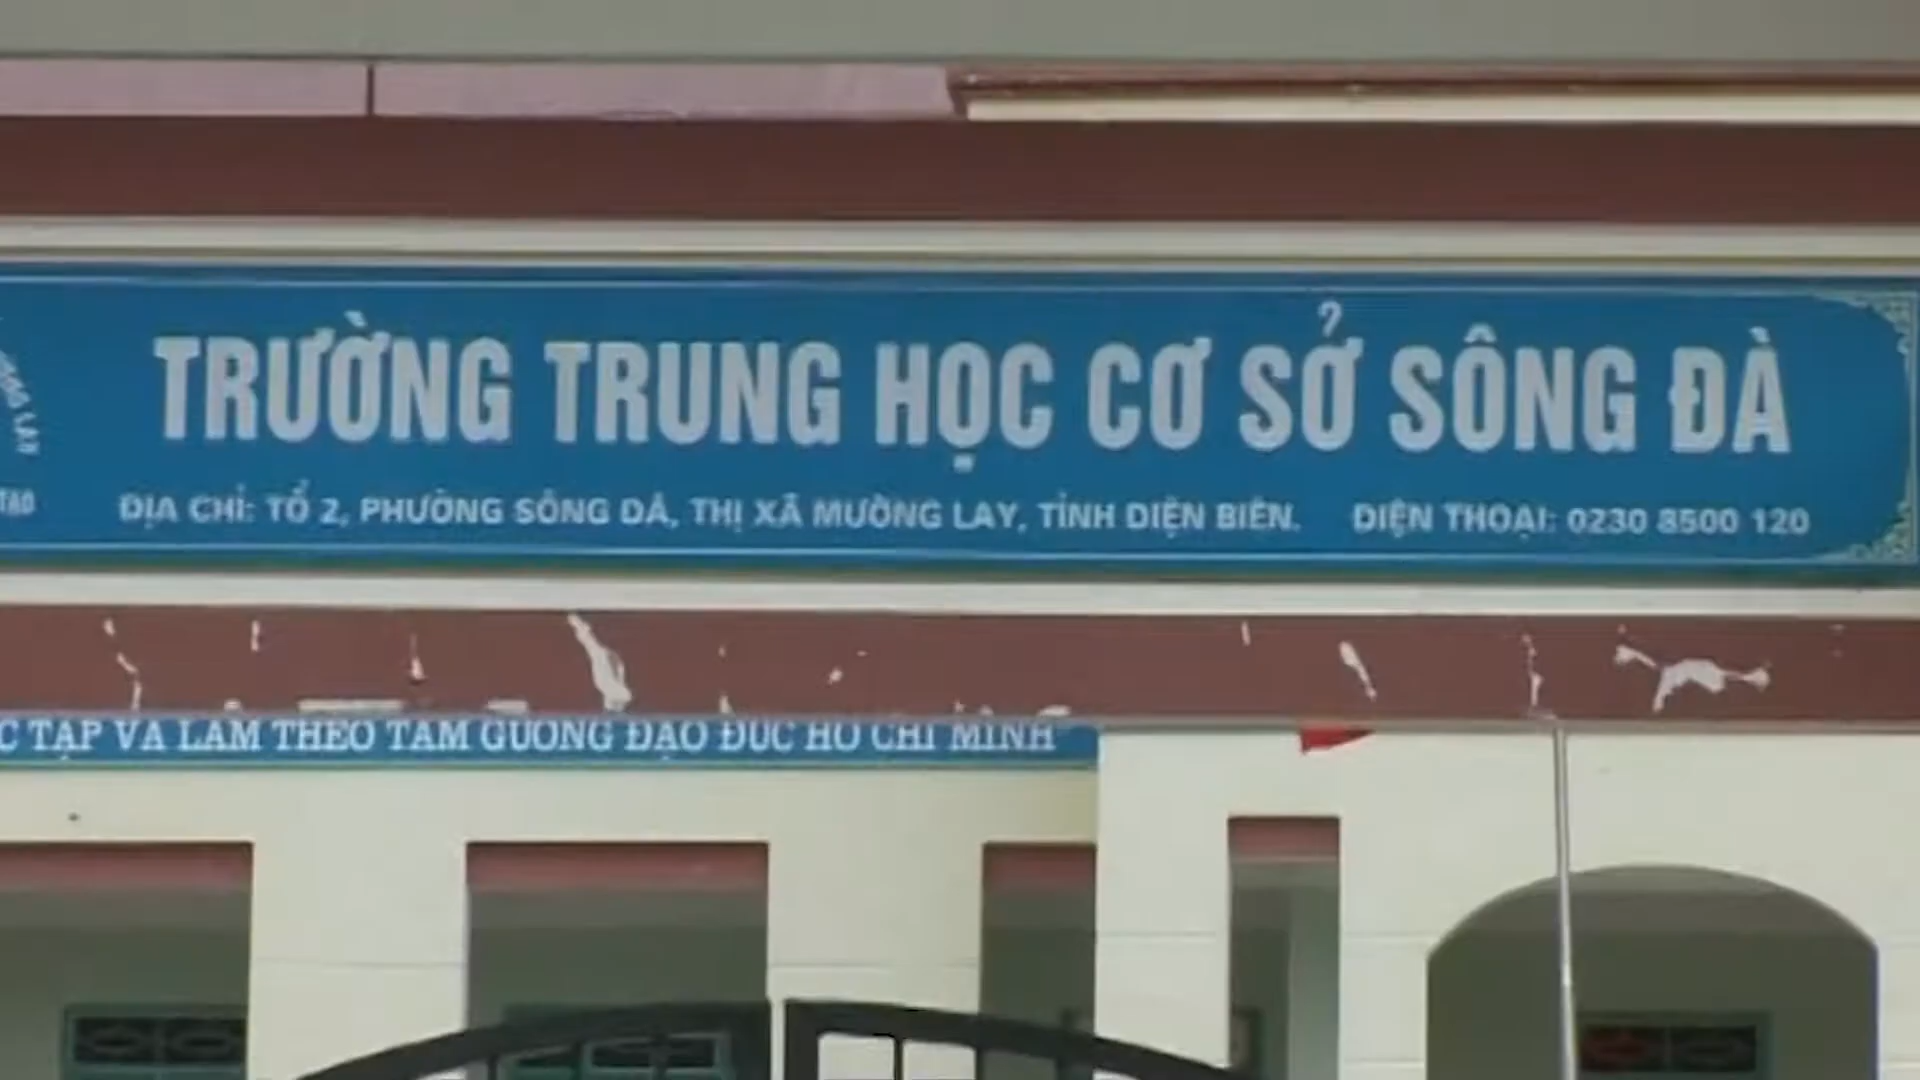 TRƯỜNG TRUNG HỌC CƠ SỞ SÔNG ĐÀ
TẠO
ĐỊA CHỈ: TỔ 2, PHƯỜNG SÔNG ĐÀ, THỊ XÃ MƯỜNG LAY, TỈNH ĐIỆN BIÊN. ĐIỆN THOẠI: 0230 8500 120
C TẬP VÀ LÀM THEO TẤM GƯƠNG ĐẠO ĐỨC HỒ CHÍ MINH